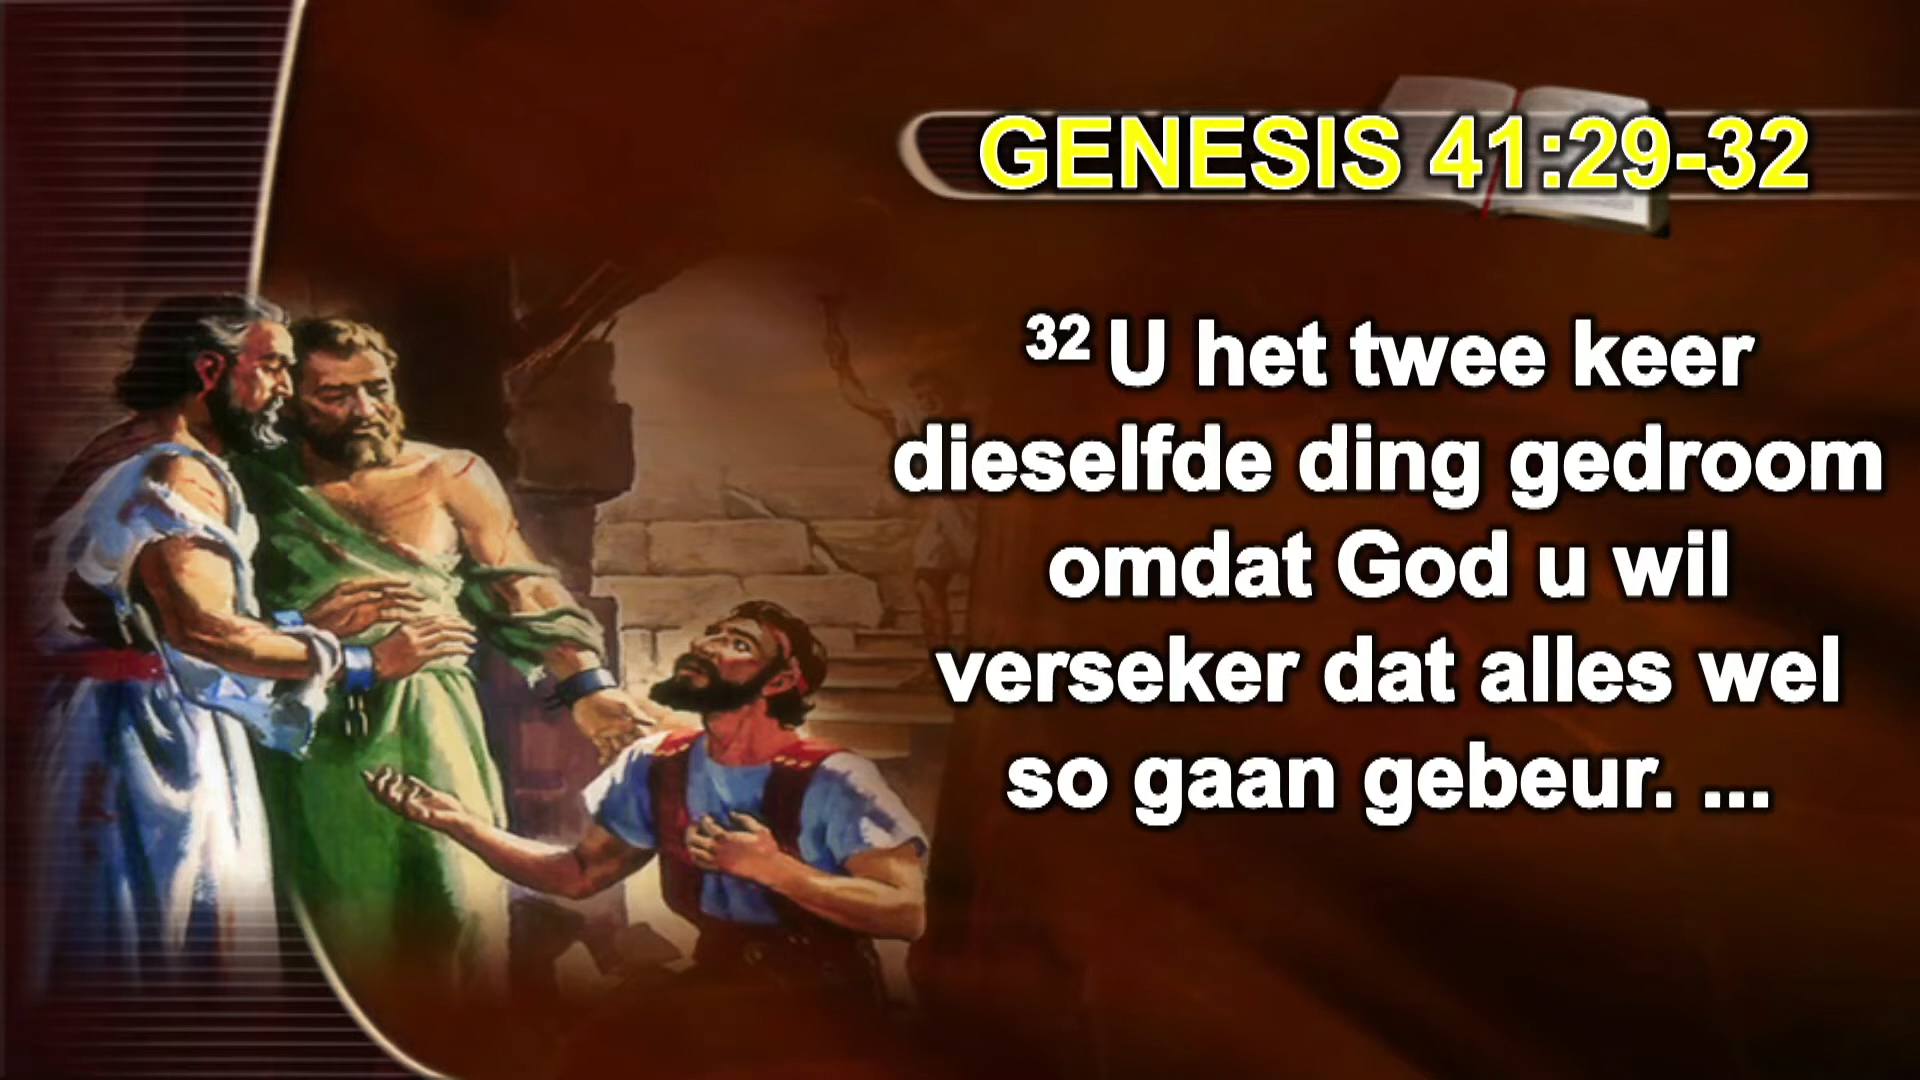 GENESIS 41:29-32
32 U het twee keer
dieselfde ding gedroom
omdat God u wil
verseker dat alles wel
so gaan gebeur. ...